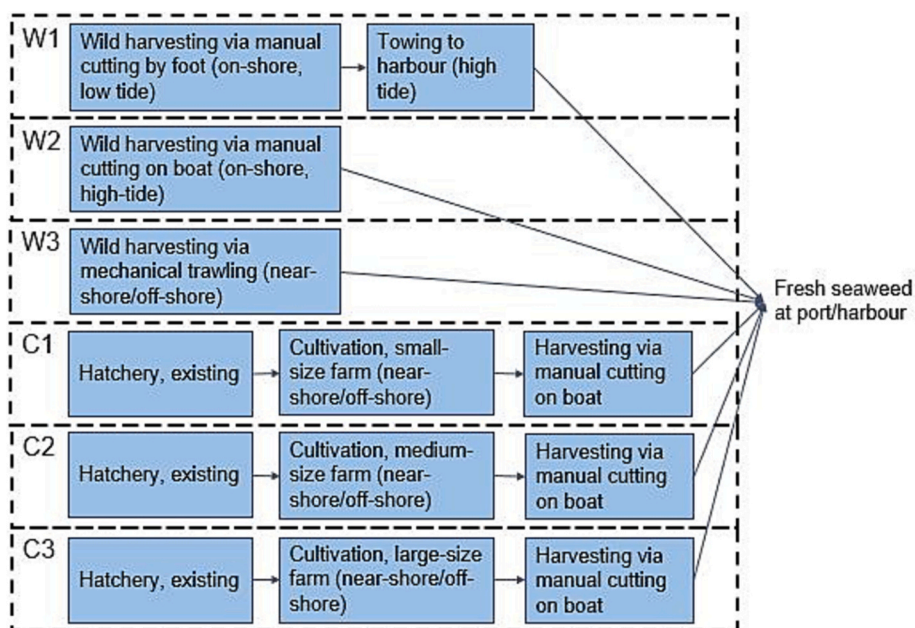 W1
Wild harvesting via manual
cutting by foot (on-shore,
low tide)
Towing to
harbour (high
tide)
W2
Wild harvesting via manual
cutting on boat (on-shore,
high-tide)
W3
Wild harvesting via
mechanical trawling (near-
shore/off-shore)
Fresh seaweed
at port/harbour
C1
Hatchery, existing
Cultivation, small-
size farm (near-
shore/off-shore)
Harvesting via
manual cutting
on boat
C2
Hatchery, existing
Cultivation, medium-
size farm (near-
shore/off-shore)
Harvesting via
manual cutting
on boat
C3
Hatchery, existing
Cultivation, large-size
farm (near-shore/off-
shore)
Harvesting via
manual cutting
on boat